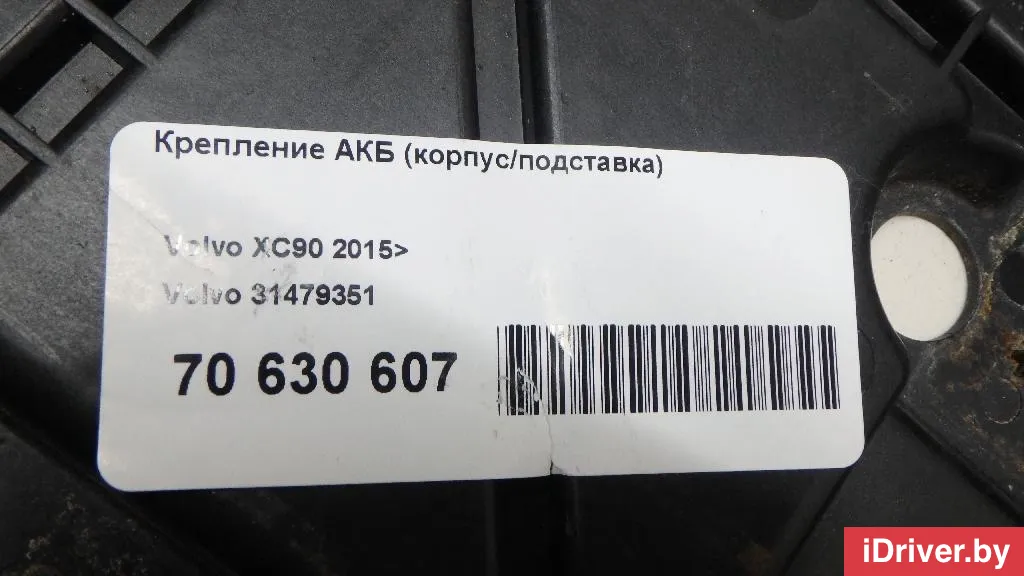 Крепление АКБ (корпус/подставка)
Volvo XC90 2015>
Volvo 31479351
70 630 607
iDriver.by